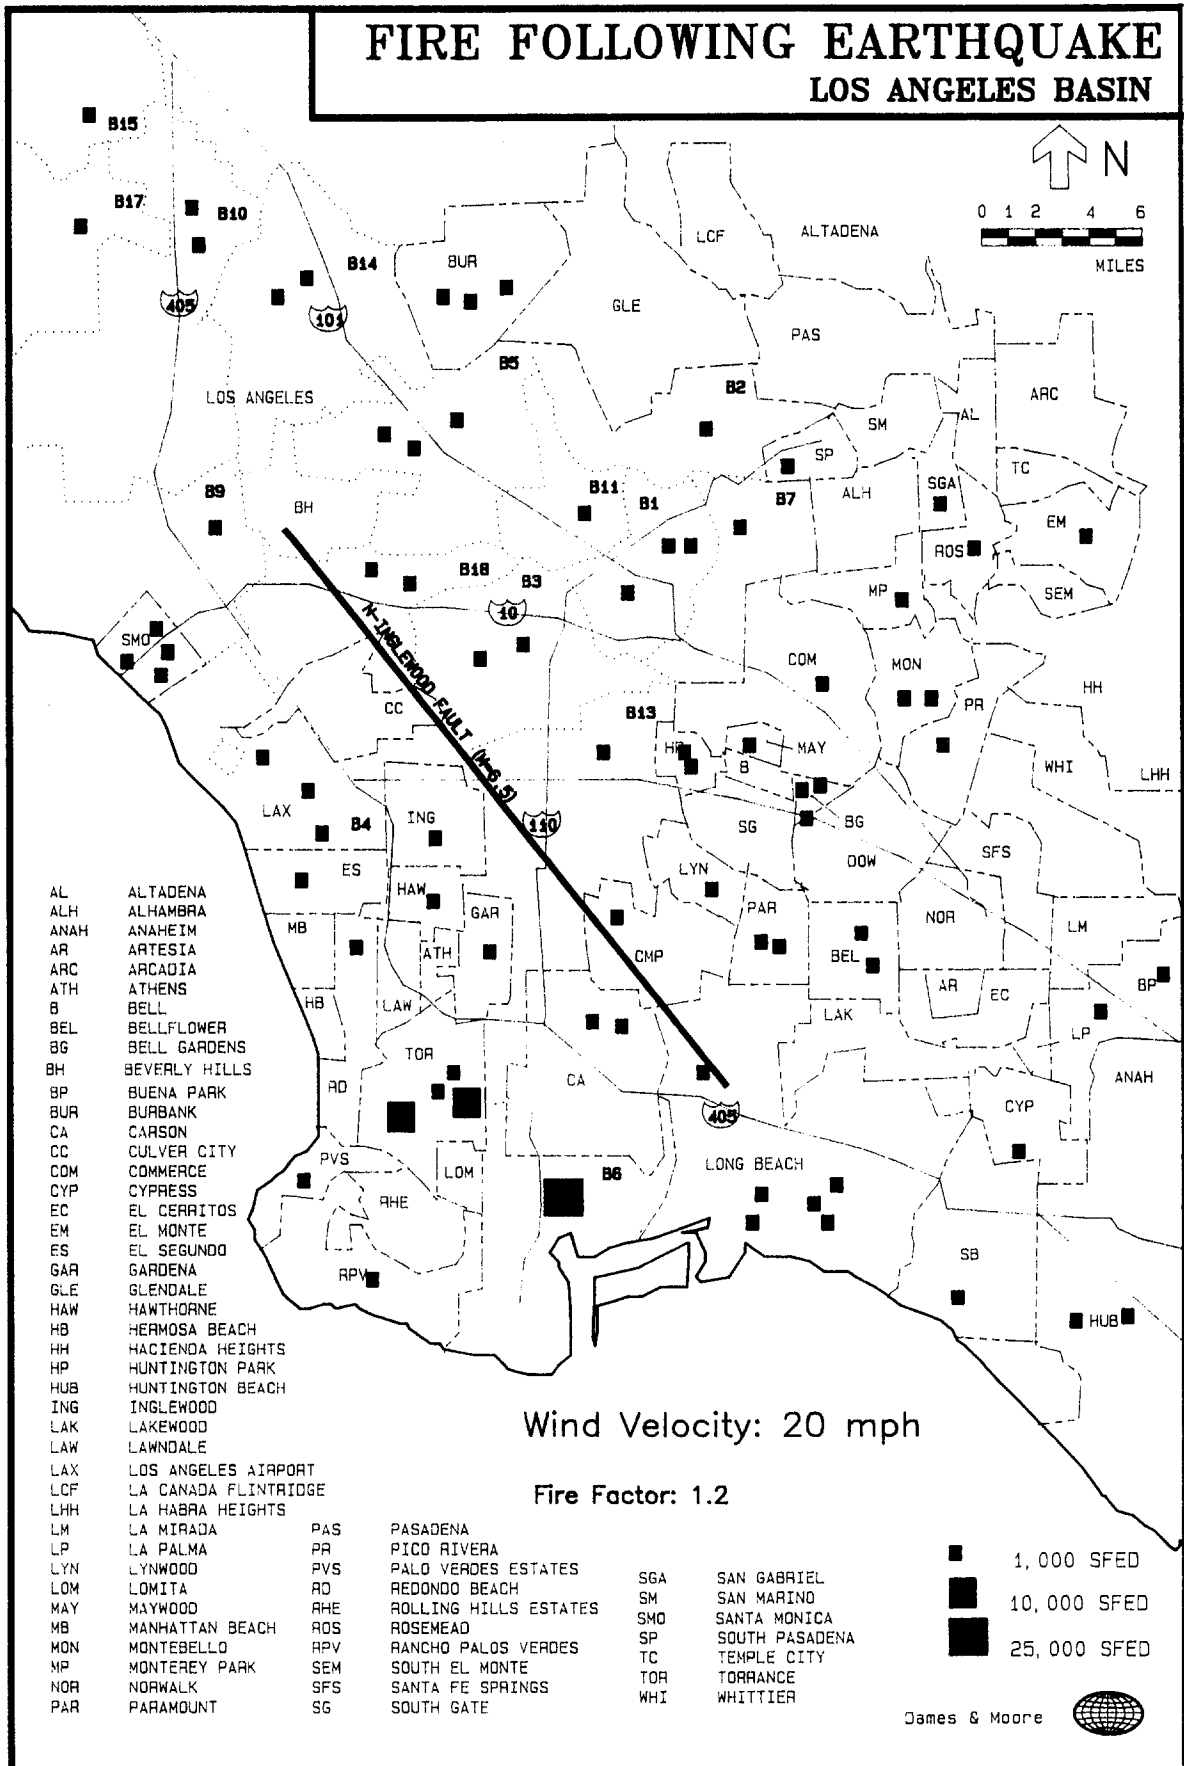 FIRE FOLLOWING EARTHQUAKE
LOS ANGELES BASIN
N
0 1 2 4 6
MILES
B15
B17
B10
B14
405
101
BUR
LCF
ALTADENA
GLE
PAS
B5
B2
LOS ANGELES
ARC
SM
AL
SP
TC
B9
BH
B11
B1
B7
ALH
SGA
EM
ROS
B18
B3
10
MP
SEM
SMO
N-INGLEWOOD FAULT (M-6.5)
COM
MON
HH
CC
PR
B13
HP
B
MAY
WHI
LHH
LAX
B4
ING
110
SG
BG
DOW
SFS
ES
HAW
GAR
LYN
PAR
NOR
LM
MB
ATH
CMP
BEL
BP
HB
LAW
AR
EC
LAK
LP
TOR
RD
CA
ANAH
405
CYP
PVS
LOM
B6
LONG BEACH
RHE
SB
RPV
HUB
Wind Velocity: 20 mph
Fire Factor: 1.2
AL ALTADENA
ALH ALHAMBRA
ANAH ANAHEIM
AR ARTESIA
ARC ARCADIA
ATH ATHENS
B BELL
BEL BELLFLOWER
BG BELL GARDENS
BH BEVERLY HILLS
BP BUENA PARK
BUR BURBANK
CA CARSON
CC CULVER CITY
COM COMMERCE
CYP CYPRESS
EC EL CERRITOS
EM EL MONTE
ES EL SEGUNDO
GAR GARDENA
GLE GLENDALE
HAW HAWTHORNE
HB HERMOSA BEACH
HH HACIENDA HEIGHTS
HP HUNTINGTON PARK
HUB HUNTINGTON BEACH
ING INGLEWOOD
LAK LAKEWOOD
LAW LAWNDALE
LAX LOS ANGELES AIRPORT
LCF LA CANADA FLINTRIDGE
LHH LA HABRA HEIGHTS
LM LA MIRADA
LP LA PALMA
LYN LYNWOOD
LOM LOMITA
MAY MAYWOOD
MB MANHATTAN BEACH
MON MONTEBELLO
MP MONTEREY PARK
NOR NORWALK
PAR PARAMOUNT
PAS PASADENA
PR PICO RIVERA
PVS PALO VERDES ESTATES
RD REDONDO BEACH
RHE ROLLING HILLS ESTATES
ROS ROSEMEAD
RPV RANCHO PALOS VERDES
SEM SOUTH EL MONTE
SFS SANTA FE SPRINGS
SG SOUTH GATE
SGA SAN GABRIEL
SM SAN MARINO
SMO SANTA MONICA
SP SOUTH PASADENA
TC TEMPLE CITY
TOR TORRANCE
WHI WHITTIER
1,000 SFED
10,000 SFED
25,000 SFED
Dames & Moore